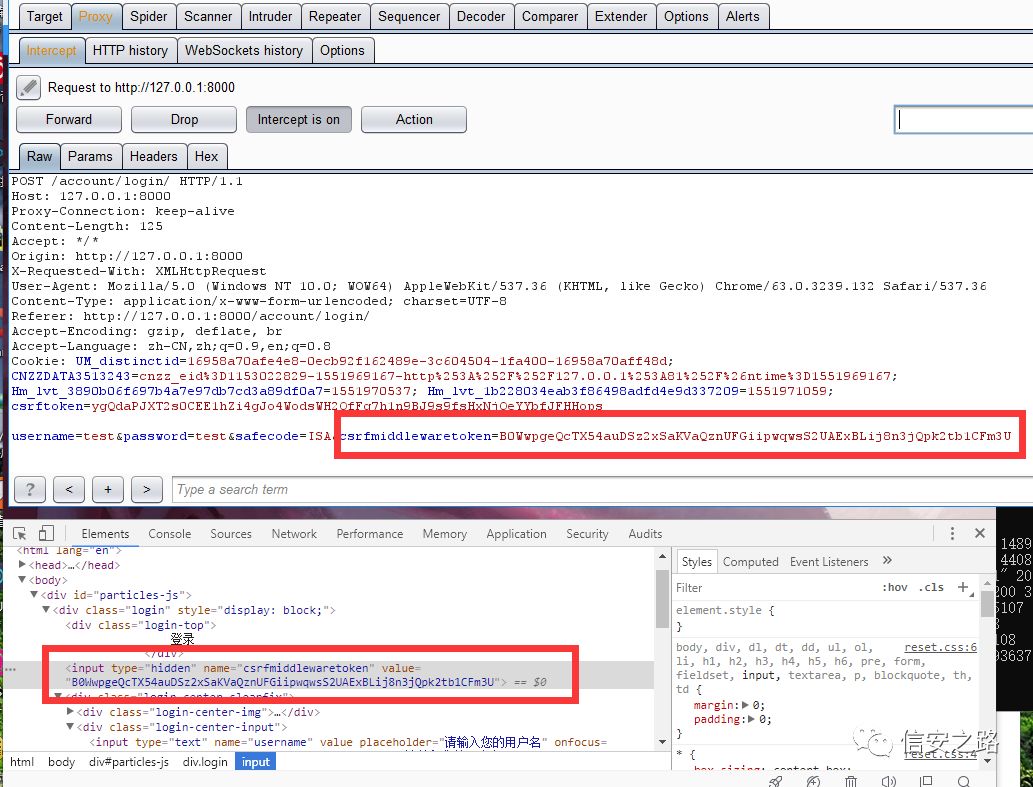 Target Proxy Spider Scanner Intruder Repeater Sequencer Decoder Comparer Extender Options Alerts
Intercept HTTP history WebSockets history Options
Request to http://127.0.0.1:8000
Forward Drop Intercept is on Action
Raw Params Headers Hex
POST /account/login/ HTTP/1.1
Host: 127.0.0.1:8000
Proxy-Connection: keep-alive
Content-Length: 125
Accept: */*
Origin: http://127.0.0.1:8000
X-Requested-With: XMLHttpRequest
User-Agent: Mozilla/5.0 (Windows NT 10.0; WOW64) AppleWebKit/537.36 (KHTML, like Gecko) Chrome/63.0.3239.132 Safari/537.36
Content-Type: application/x-www-form-urlencoded; charset=UTF-8
Referer: http://127.0.0.1:8000/account/login/
Accept-Encoding: gzip, deflate, br
Accept-Language: zh-CN,zh;q=0.9,en;q=0.8
Cookie: UM_distinctid=16958a70afe4e8-0ecb92f162489e-3c604504-1fa400-16958a70aff48d;
CNZZDATA3513243=cnzz_eid%3D1153022829-1551969167-http%253A%252F%252F127.0.0.1%253A81%252F%26ntime%3D1551969167;
Hm_lvt_3890b06f697b4a7e97db7cd3a89df0a7=1551970537; Hm_lvt_1b228034eab3f86498adfd4e9d337209=1551971059;
csrftoken=
username=test&password=test&safecode=ISA csrfmiddlewaretoken=B0WwpgeQcTX54auDSz2xSaKVaQznUFGiipwqwsS2UAExBLij8n3jQpk2tb1CFm3U
? < + > Type a search term
Elements Console Sources Network Performance Memory Application Security Audits
<html lang="en">
<head>…</head>
<body>
<div id="particles-js">
<div class="login" style="display: block;">
<div class="login-top">
登录
</div>
<input type="hidden" name="csrfmiddlewaretoken" value=
"B0WwpgeQcTX54auDSz2xSaKVaQznUFGiipwqwsS2UAExBLij8n3jQpk2tb1CFm3U"> == $0
<div class="login-center clearfix">
<div class="login-center-img">…</div>
<div class="login-center-input">
<input type="text" name="username" value placeholder="请输入您的用户名" onfocus=
html body div#particles-js div.login input
Styles Computed Event Listeners »
Filter :hov .cls +
element.style {
}
body, div, dl, dt, dd, ul, ol, reset.css:6
li, h1, h2, h3, h4, h5, h6, pre, form,
fieldset, input, textarea, p, blockquote, th,
td {
margin: 0;
padding: 0;
}
* { reset.css:4
box-sizing: content-box;
1489
4408
" 20
200 3
5107
3
108
93637
信安之路